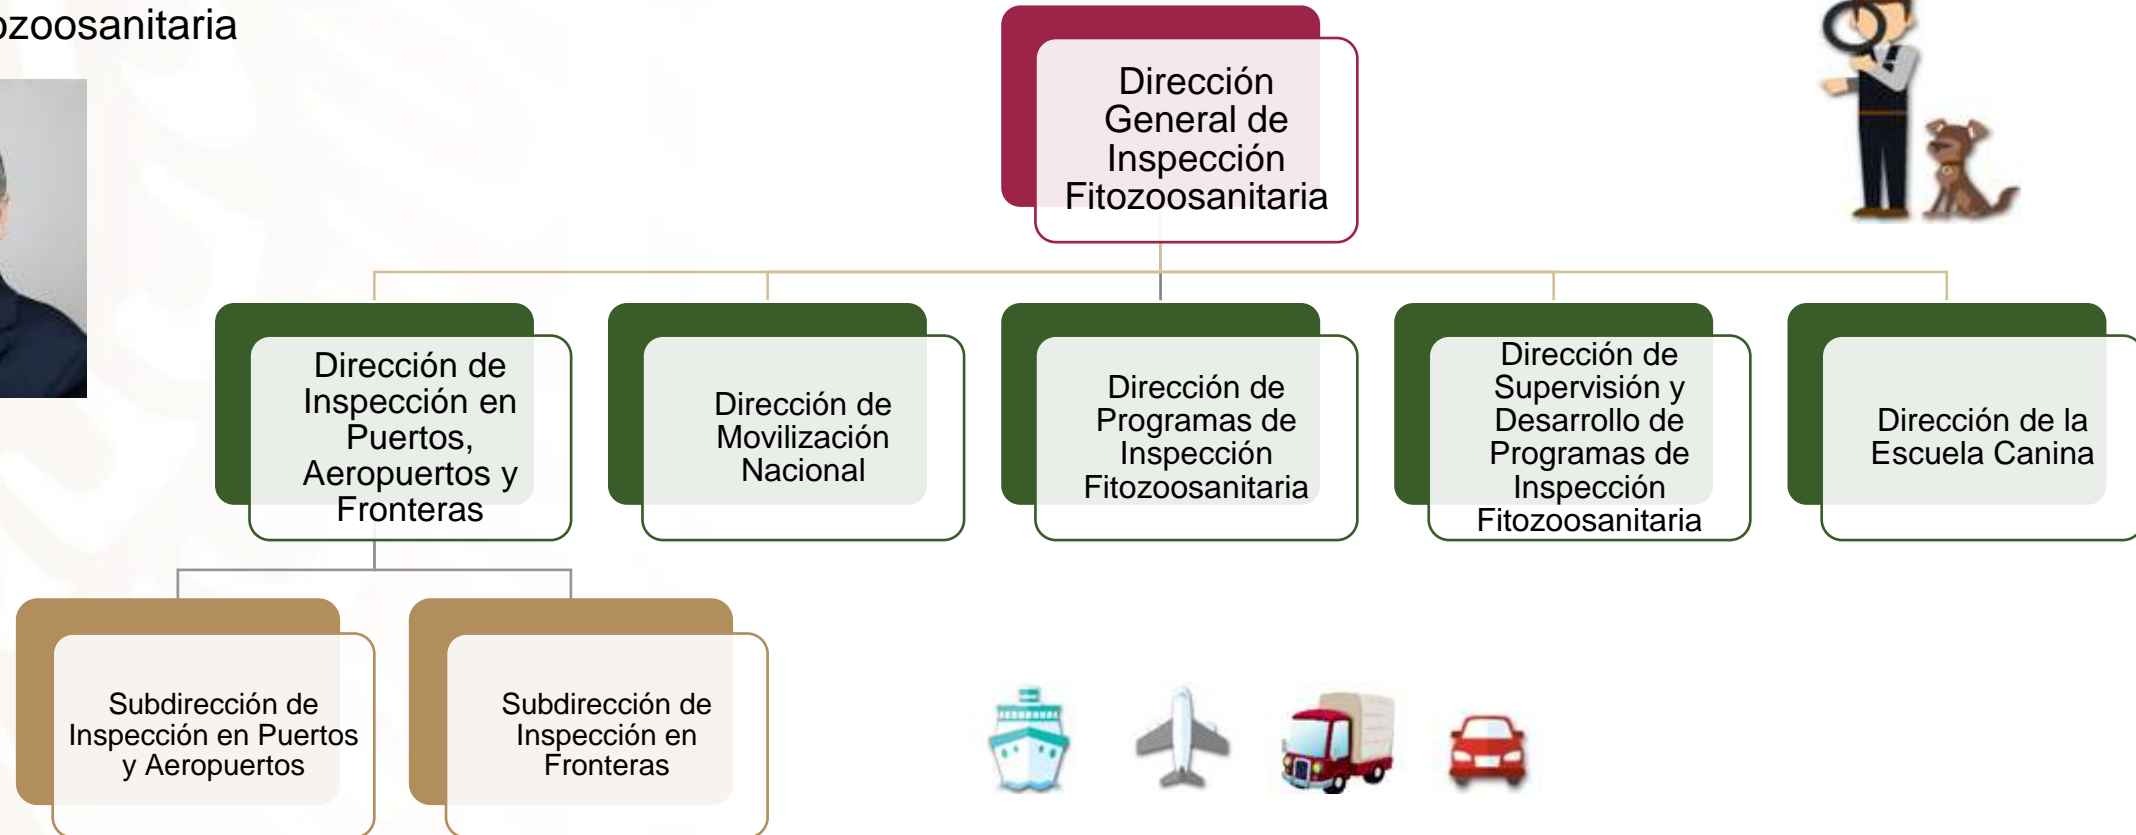 ozoosanitaria
Dirección
General de
Inspección
Fitozoosanitaria
Dirección de
Inspección en
Puertos,
Aeropuertos y
Fronteras
Dirección de
Movilización
Nacional
Dirección de
Programas de
Inspección
Fitozoosanitaria
Dirección de
Supervisión y
Desarrollo de
Programas de
Inspección
Fitozoosanitaria
Dirección de la
Escuela Canina
Subdirección de
Inspección en Puertos
y Aeropuertos
Subdirección de
Inspección en
Fronteras